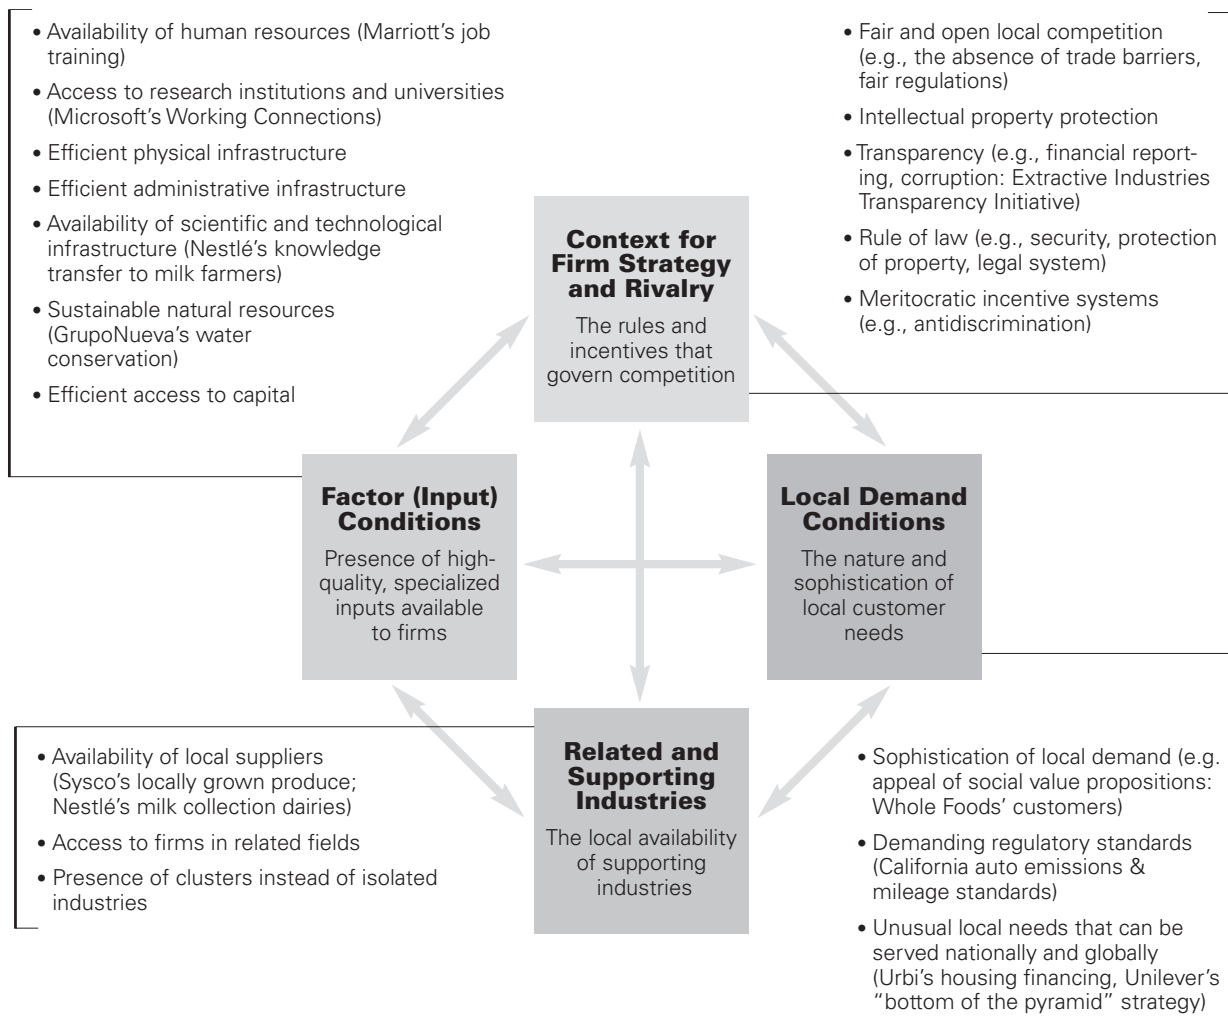 • Availability of human resources (Marriott’s job
training)
• Access to research institutions and universities
(Microsoft’s Working Connections)
• Efficient physical infrastructure
• Efficient administrative infrastructure
• Availability of scientific and technological
infrastructure (Nestlé’s knowledge
transfer to milk farmers)
• Sustainable natural resources
(GrupoNueva’s water
conservation)
• Efficient access to capital
• Fair and open local competition
(e.g., the absence of trade barriers,
fair regulations)
• Intellectual property protection
• Transparency (e.g., financial report-
ing, corruption: Extractive Industries
Transparency Initiative)
• Rule of law (e.g., security, protection
of property, legal system)
• Meritocratic incentive systems
(e.g., antidiscrimination)
Context for
Firm Strategy
and Rivalry
The rules and
incentives that
govern competition
Factor (Input)
Conditions
Presence of high-
quality, specialized
inputs available
to firms
Local Demand
Conditions
The nature and
sophistication of
local customer
needs
Related and
Supporting
Industries
The local availability
of supporting
industries
• Availability of local suppliers
(Sysco’s locally grown produce;
Nestlé’s milk collection dairies)
• Access to firms in related fields
• Presence of clusters instead of isolated
industries
• Sophistication of local demand (e.g.
appeal of social value propositions:
Whole Foods’ customers)
• Demanding regulatory standards
(California auto emissions &
mileage standards)
• Unusual local needs that can be
served nationally and globally
(Urbi’s housing financing, Unilever’s
“bottom of the pyramid” strategy)